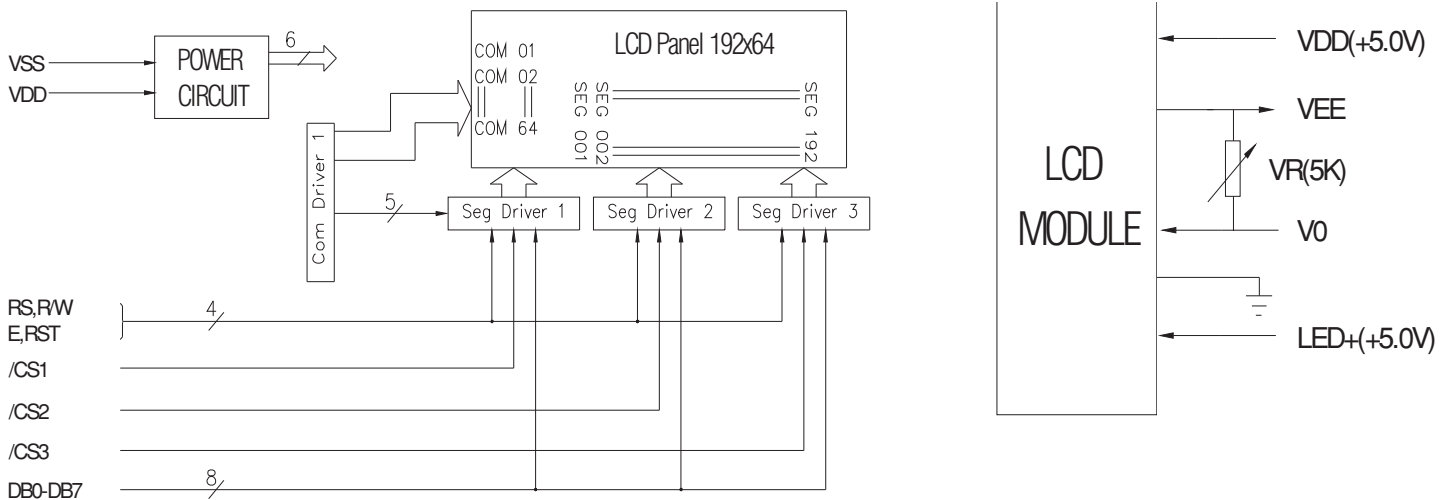 VSS
VDD
POWER
CIRCUIT
6
LCD Panel 192x64
COM 01
COM 02
COM 64
SEG 001
SEG 002
SEG 192
Com Driver 1
5
Seg Driver 1
Seg Driver 2
Seg Driver 3
RS,R/W
E,RST
4
/CS1
/CS2
/CS3
DB0-DB7
8
LCD
MODULE
VDD(+5.0V)
VEE
VR(5K)
V0
LED+(+5.0V)